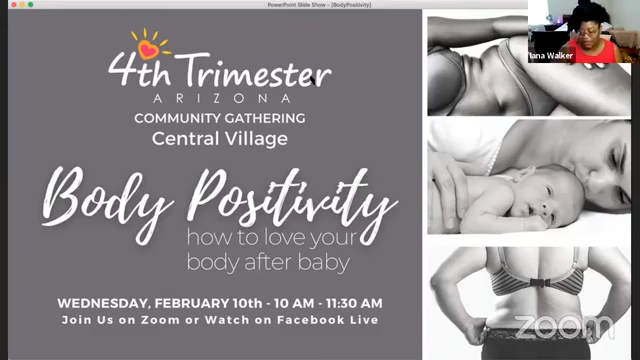 PowerPoint Slide Show - [BodyPositivity]
4th Trimester
ARIZONA
COMMUNITY GATHERING
Central Village
Body Positivity
how to love your
body after baby
WEDNESDAY, FEBRUARY 10th - 10 AM - 11:30 AM
Join Us on Zoom or Watch on Facebook Live
Walker
zoom